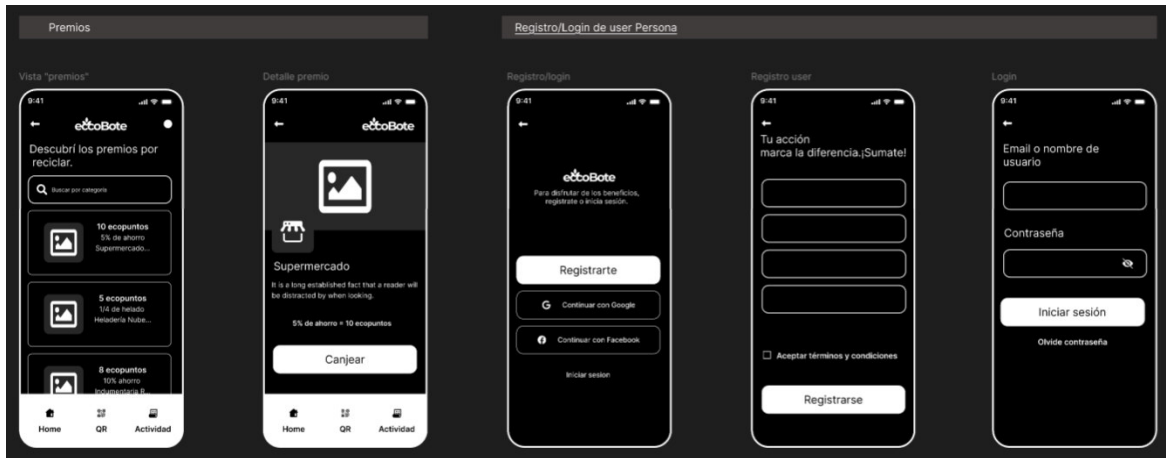 Premios
Registro/Login de user Persona
Vista "premios"
9:41
eccoBote
Descubrí los premios por
reciclar.
Buscar por categoría
10 ecopuntos
5% de ahorro
Supermercado...
5 ecopuntos
1/4 de helado
Heladería Nube...
8 ecopuntos
10% ahorro
Indumentaria R...
Home QR Actividad
Detalle premio
9:41
eccoBote
Supermercado
It is a long established fact that a reader will
be distracted by when looking.
5% de ahorro = 10 ecopuntos
Canjear
Home QR Actividad
Registro/login
9:41
eccoBote
Para disfrutar de los beneficios,
registrate o inicia sesión.
Registrarte
G Continuar con Google
Continuar con Facebook
Iniciar sesion
Registro user
9:41
Tu acción
marca la diferencia.¡Sumate!
Aceptar términos y condiciones
Registrarse
Login
9:41
Email o nombre de
usuario
Contraseña
Iniciar sesión
Olvide contraseña